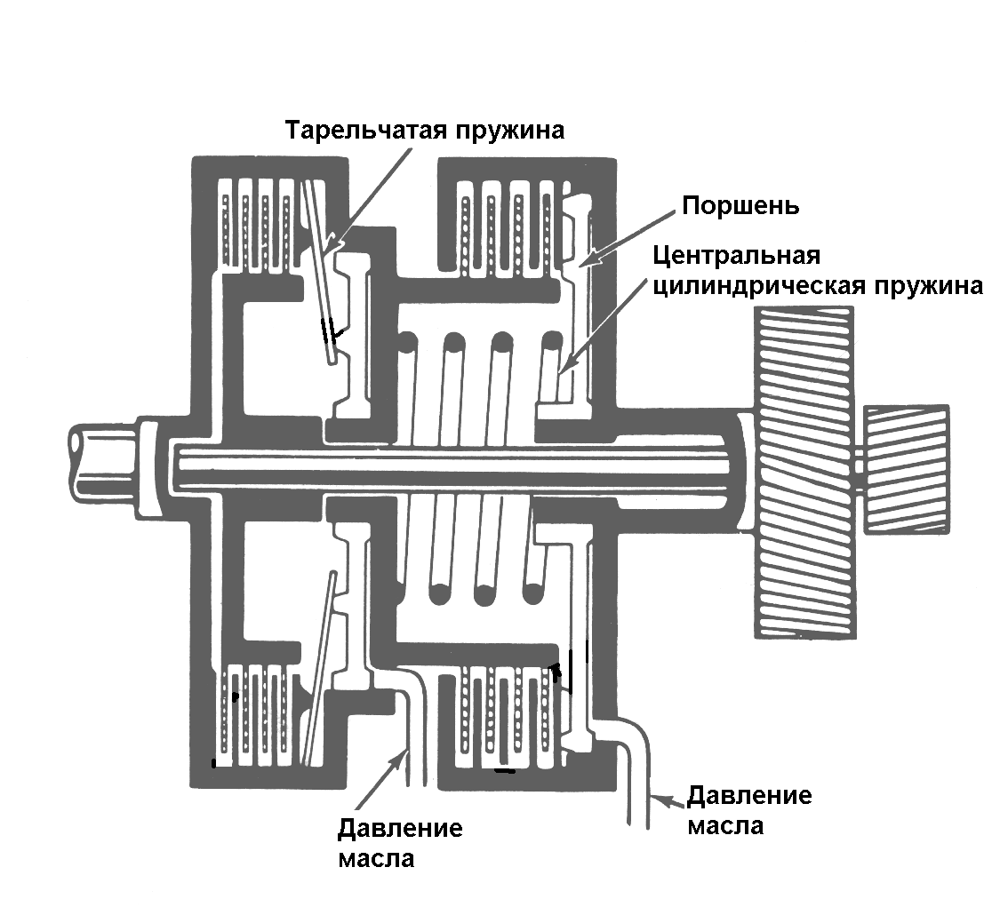 Тарельчатая пружина
Поршень
Центральная
цилиндрическая пружина
Давление
масла
Давление
масла